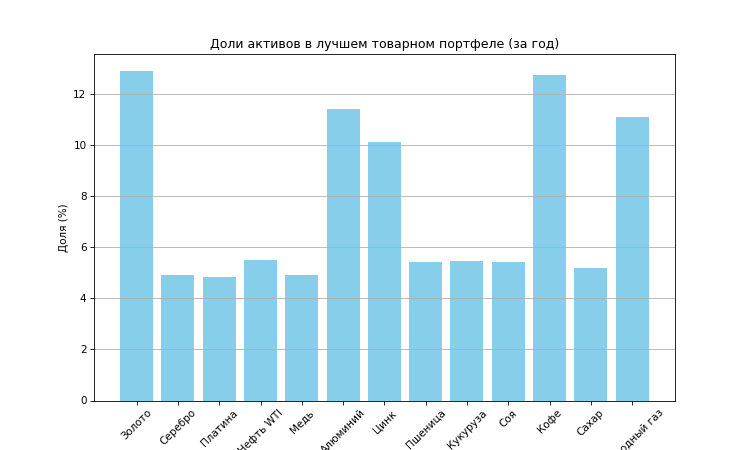 Доли активов в лучшем товарном портфеле (за год)
Доля (%)
12
10
8
6
4
2
0
Золото
Серебро
Платина
Нефть WTI
Медь
Алюминий
Цинк
Пшеница
Кукуруза
Соя
Кофе
Сахар
газ